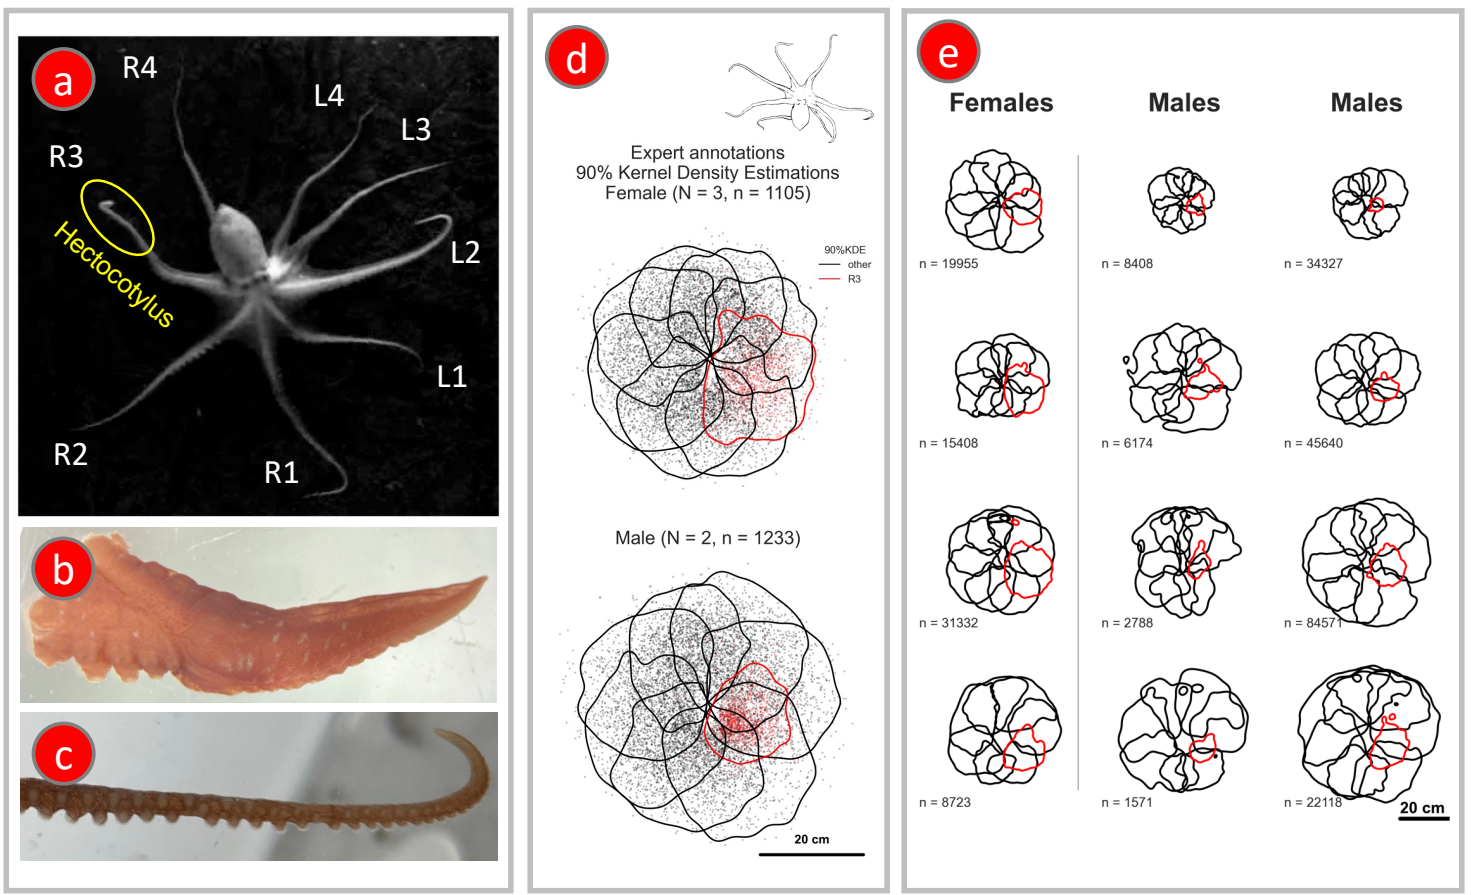 a
R4
L4
L3
R3
Hectocotylus
L2
L1
R2
R1
b
c
d
Expert annotations
90% Kernel Density Estimations
Female (N = 3, n = 1105)
90%KDE
other
R3
Male (N = 2, n = 1233)
20 cm
e
Females Males Males
n = 19955 n = 8408 n = 34327
n = 15408 n = 6174 n = 45640
n = 31332 n = 2788 n = 84571
n = 8723 n = 1571 n = 22118
20 cm